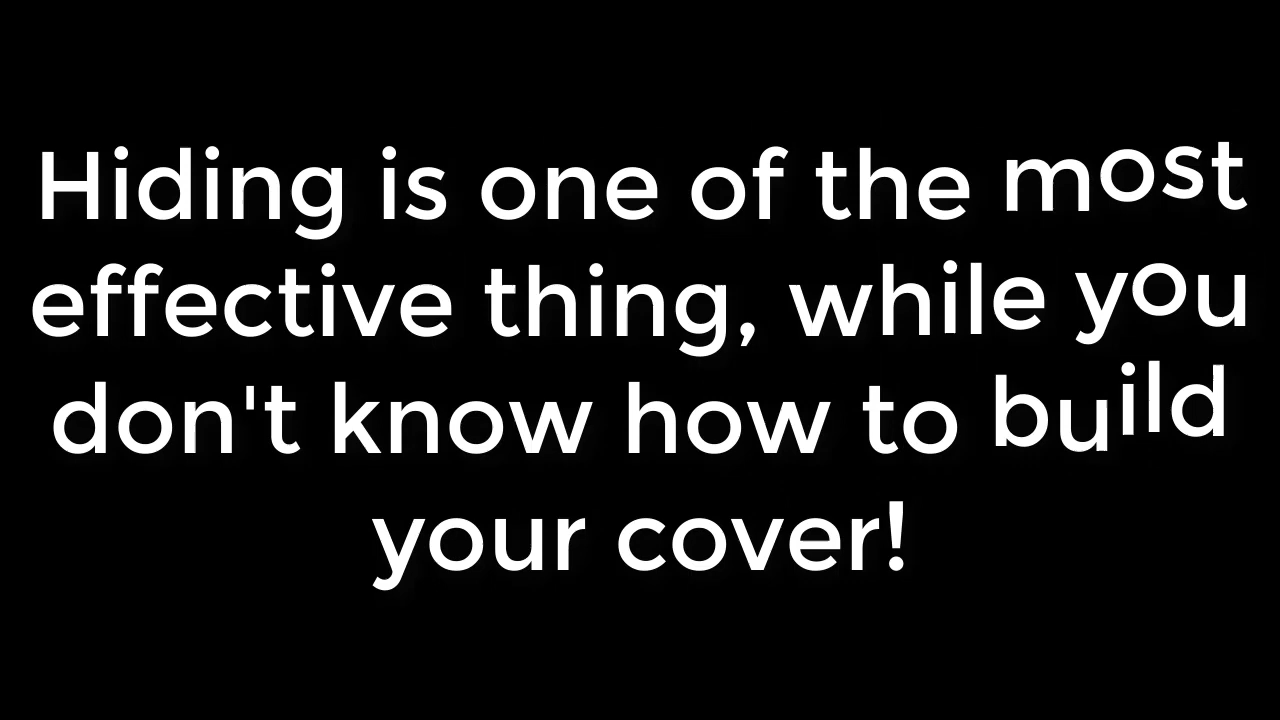 Hiding is one of the most
effective thing, while you
don't know how to build
your cover!